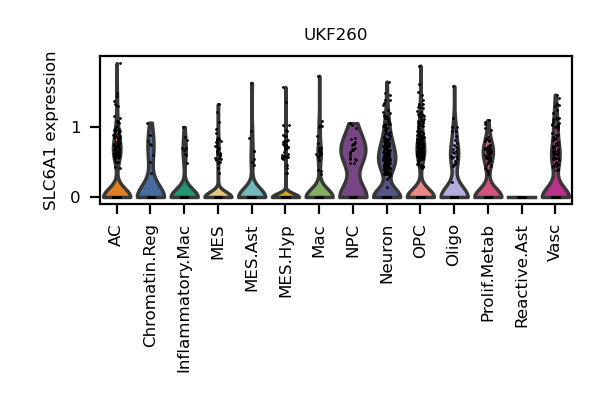 UKF260
SLC6A1 expression
1
0
AC
Chromatin.Reg
Inflammatory.Mac
MES
MES.Ast
MES.Hyp
Mac
NPC
Neuron
OPC
Oligo
Prolif.Metab
Reactive.Ast
Vasc